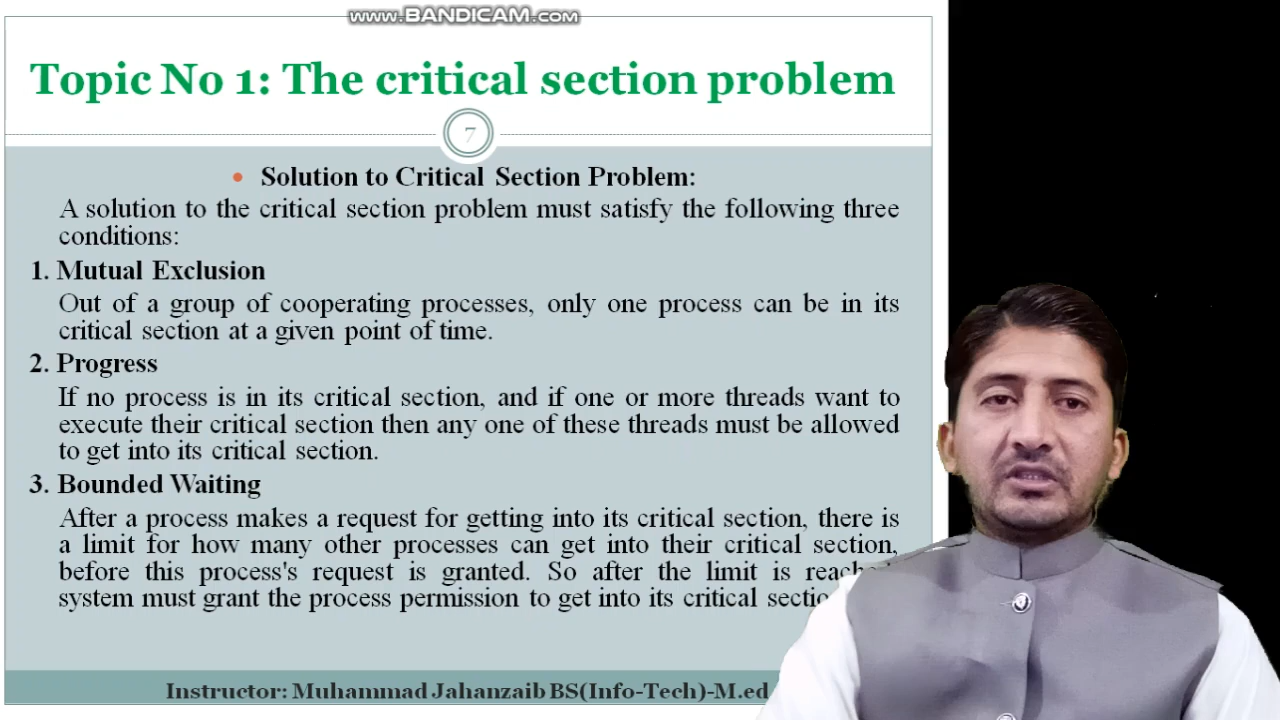 www.BANDICAM.com
Topic No 1: The critical section problem
7
• Solution to Critical Section Problem:
A solution to the critical section problem must satisfy the following three
conditions:
1. Mutual Exclusion
Out of a group of cooperating processes, only one process can be in its
critical section at a given point of time.
2. Progress
If no process is in its critical section, and if one or more threads want to
execute their critical section then any one of these threads must be allowed
to get into its critical section.
3. Bounded Waiting
After a process makes a request for getting into its critical section, there is
a limit for how many other processes can get into their critical section,
before this process's request is granted. So after the limit is
system must grant the process permission to get into its critical
Instructor: Muhammad Jahanzaib BS(Info-Tech)-M.ed